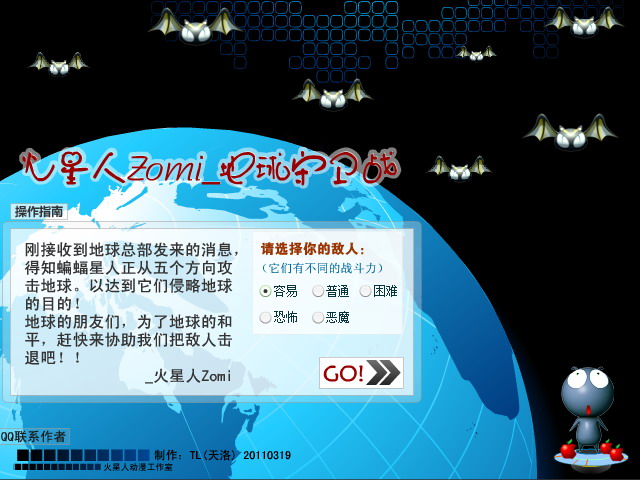 火星人Zomi_地球守卫战
操作指南
刚接收到地球总部发来的消息，
得知蝙蝠星人正从五个方向攻
击地球。以达到它们侵略地球
的目的！
地球的朋友们，为了地球的和
平，赶快来协助我们把敌人击
退吧！！
_火星人Zomi
请选择你的敌人：
（它们有不同的战斗力）
容易 普通 困难
恐怖 恶魔
GO!
QQ联系作者
制作：TL(天洛) 20110319
火星人动漫工作室